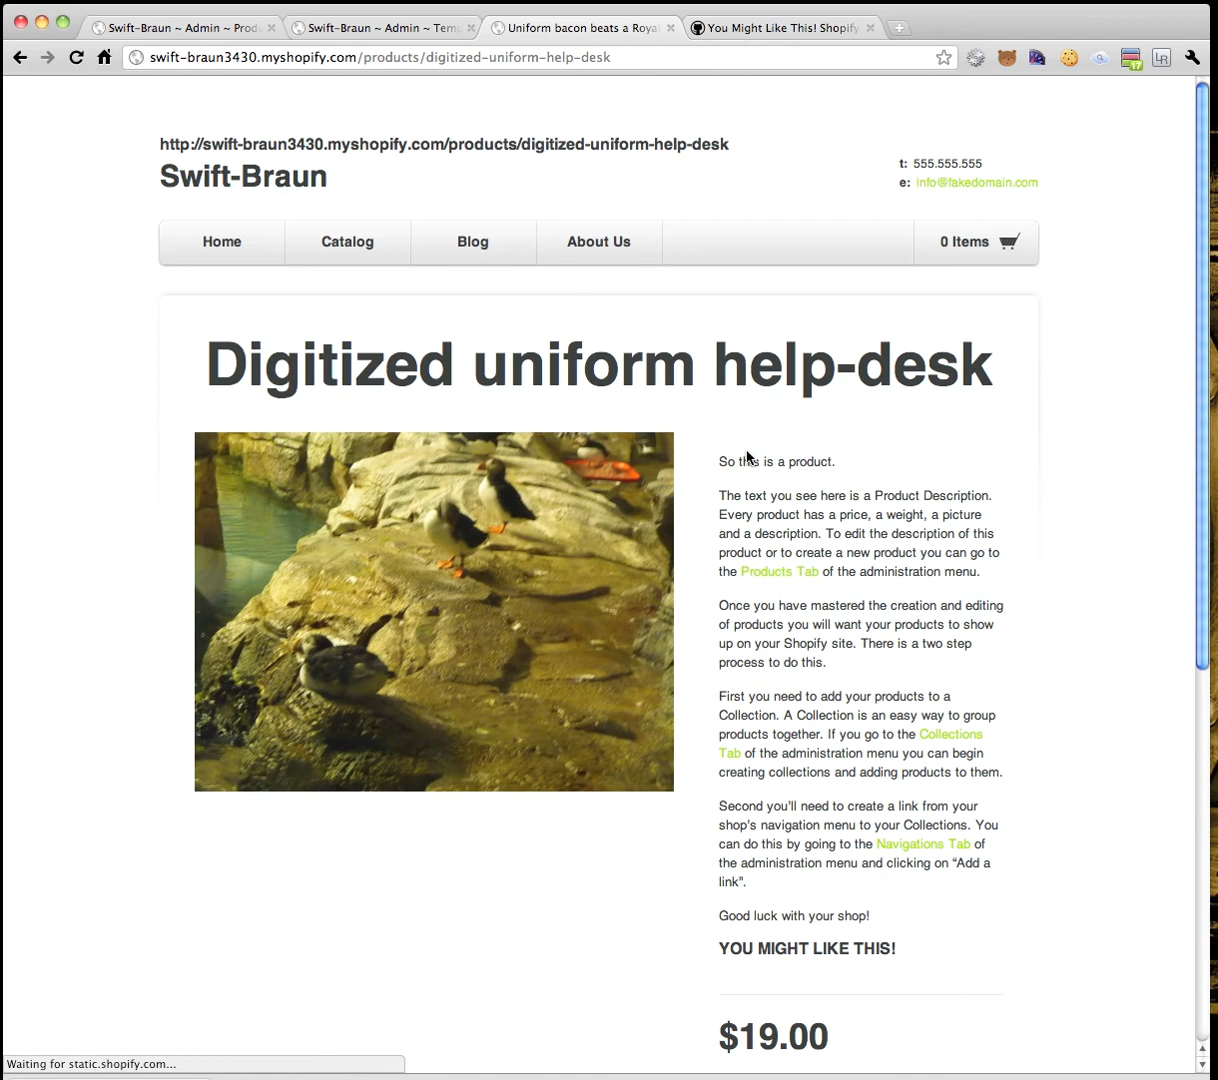 Swift-Braun ~ Admin ~ Prod
Swift-Braun ~ Admin ~ Temp
Uniform bacon beats a Royal
You Might Like This! Shopify
swift-braun3430.myshopify.com/products/digitized-uniform-help-desk
17
LR
http://swift-braun3430.myshopify.com/products/digitized-uniform-help-desk
Swift-Braun
t: 555.555.555
e: info@fakedomain.com
Home
Catalog
Blog
About Us
0 Items
Digitized uniform help-desk
So this is a product.
The text you see here is a Product Description.
Every product has a price, a weight, a picture
and a description. To edit the description of this
product or to create a new product you can go to
the Products Tab of the administration menu.
Once you have mastered the creation and editing
of products you will want your products to show
up on your Shopify site. There is a two step
process to do this.
First you need to add your products to a
Collection. A Collection is an easy way to group
products together. If you go to the Collections
Tab of the administration menu you can begin
creating collections and adding products to them.
Second you’ll need to create a link from your
shop’s navigation menu to your Collections. You
can do this by going to the Navigations Tab of
the administration menu and clicking on “Add a
link”.
Good luck with your shop!
YOU MIGHT LIKE THIS!
$19.00
Waiting for static.shopify.com...